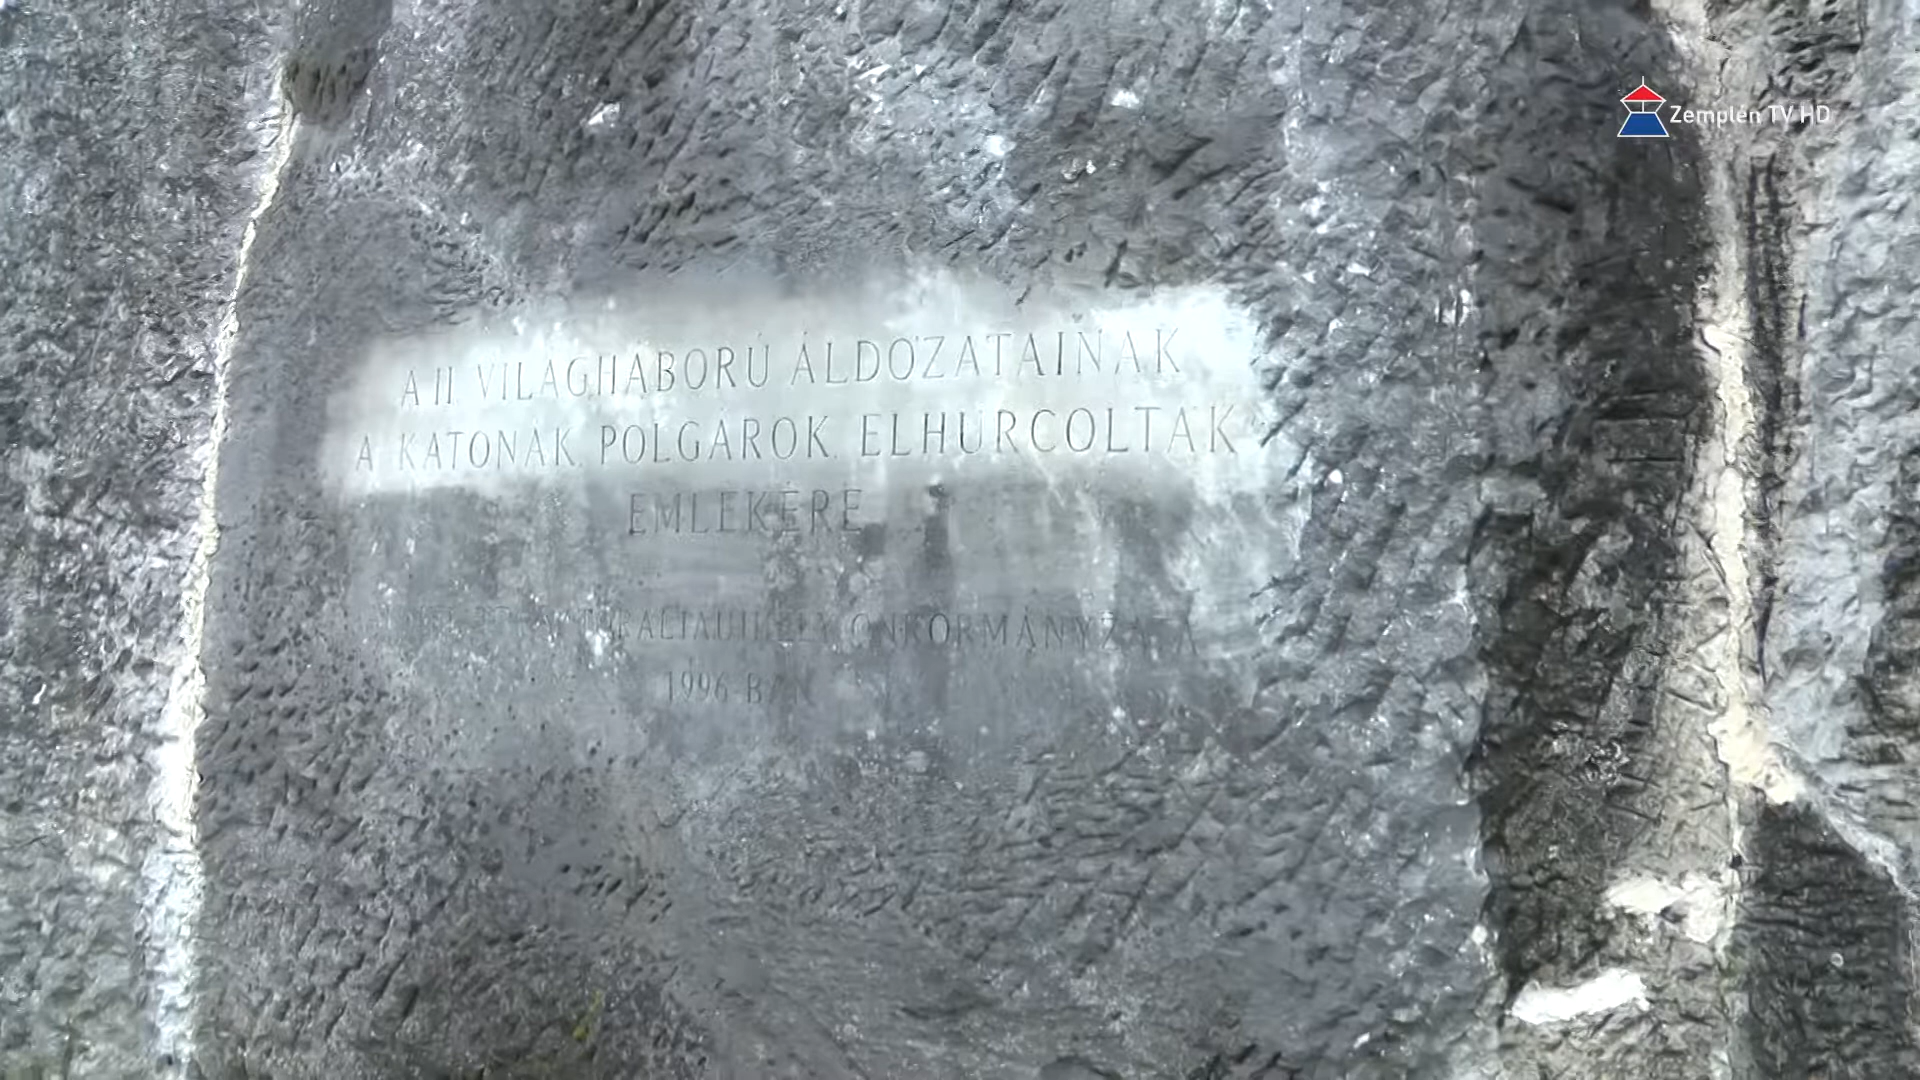 Zemplén TV HD
A II. VILÁGHÁBORÚ ÁLDOZATAINAK
A KATONÁK, POLGÁROK, ELHURCOLTAK
EMLÉKÉRE
ÖNKORMÁNYZATA
1996-BAN